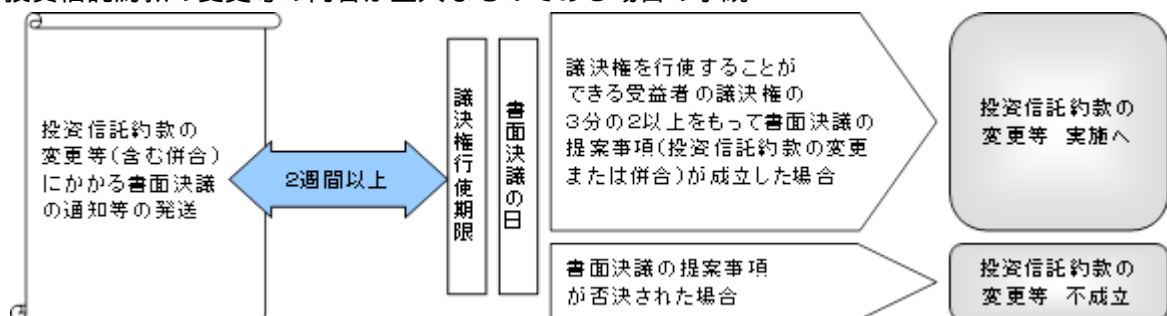 投資信託約款の
変更等(含む併合)
にかかる書面決議
の通知等の発送
2週間以上
議決権行使期限
書面決議の日
議決権を行使することが
できる受益者の議決権の
3分の2以上をもって書面決議の
提案事項(投資信託約款の変更
または併合)が成立した場合
投資信託約款の
変更等 実施へ
書面決議の提案事項
が否決された場合
投資信託約款の
変更等 不成立